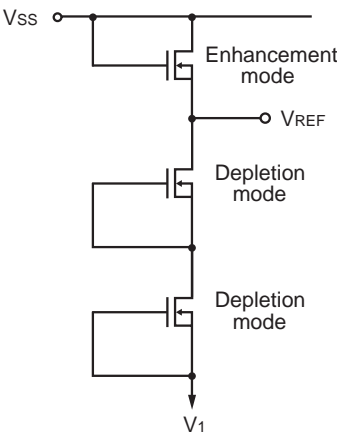 VSS
Enhancement
mode
VREF
Depletion
mode
Depletion
mode
V1